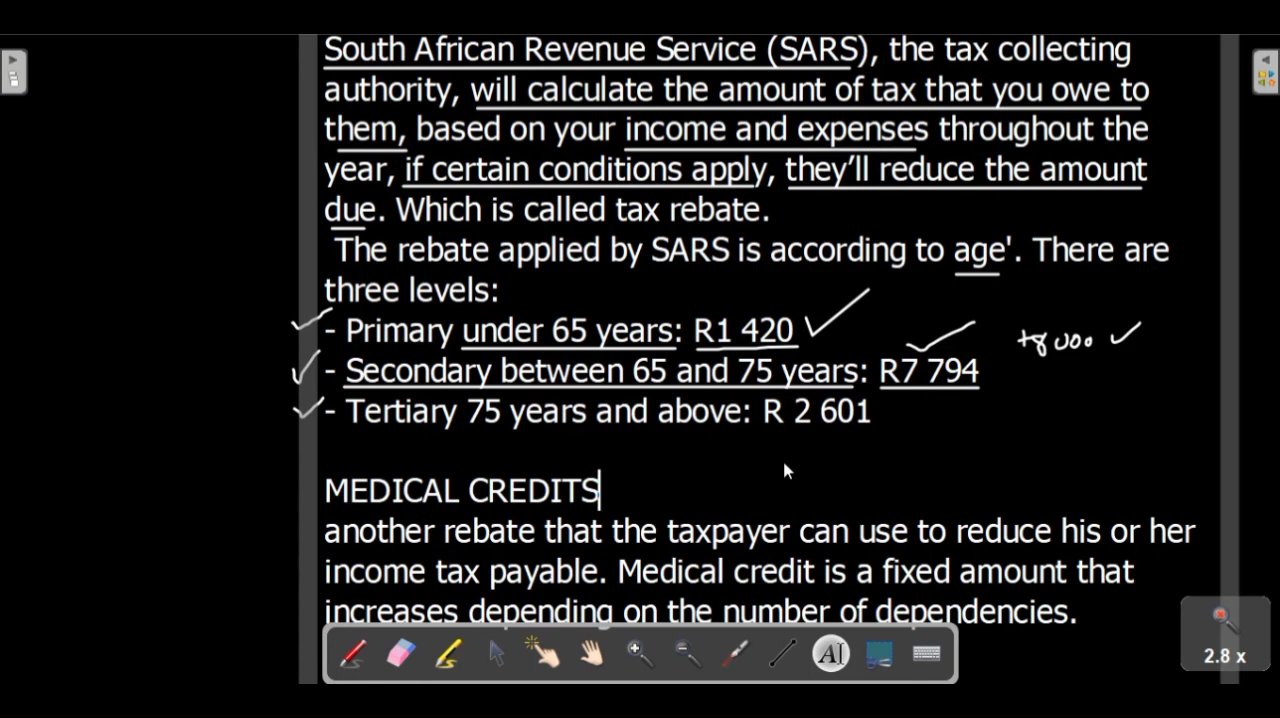 South African Revenue Service (SARS), the tax collecting
authority, will calculate the amount of tax that you owe to
them, based on your income and expenses throughout the
year, if certain conditions apply, they'll reduce the amount
due. Which is called tax rebate.
The rebate applied by SARS is according to age'. There are
three levels:
- Primary under 65 years: R1 420
+8 000
- Secondary between 65 and 75 years: R7 794
- Tertiary 75 years and above: R 2 601
MEDICAL CREDITS
another rebate that the taxpayer can use to reduce his or her
income tax payable. Medical credit is a fixed amount that
increases depending on the number of dependencies.
AI
2.8 x